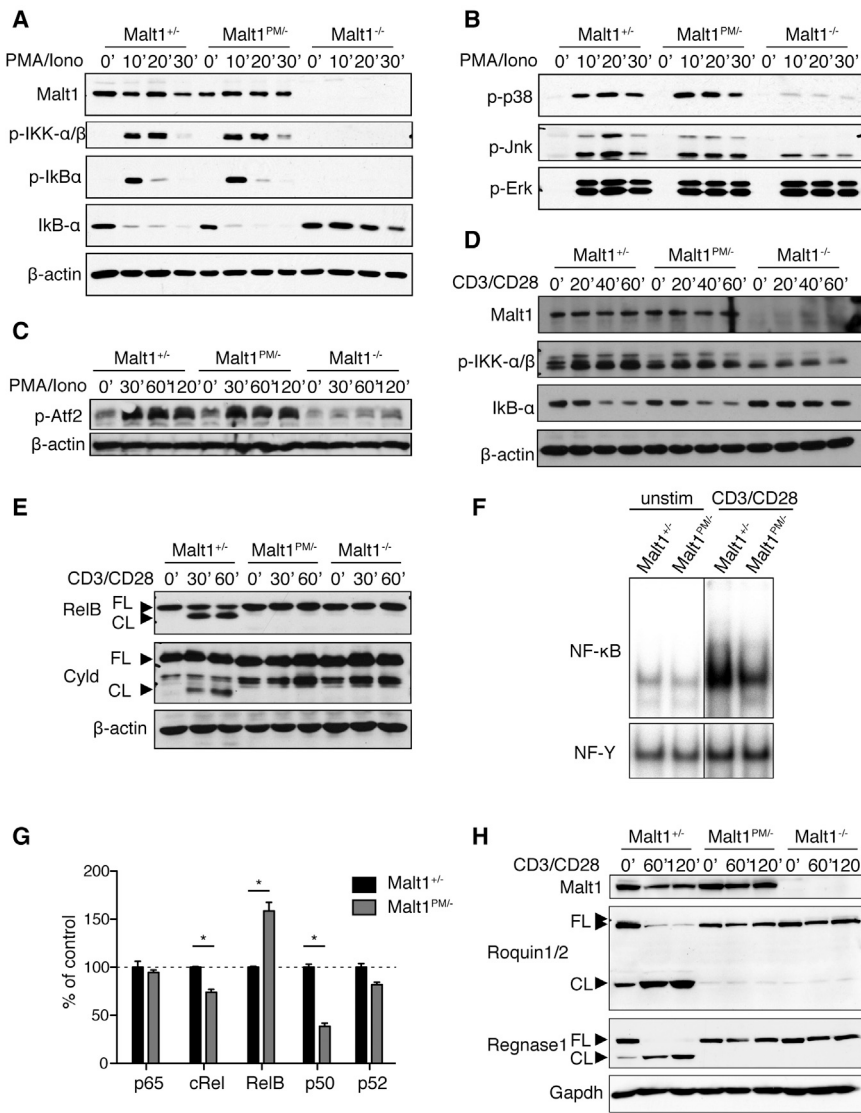 A
Malt1+/- Malt1PM/- Malt1-/-
PMA/Iono 0' 10' 20' 30' 0' 10' 20' 30' 0' 10' 20' 30'
Malt1
p-IKK-α/β
p-IkBα
IkB-α
β-actin
B
Malt1+/- Malt1PM/- Malt1-/-
PMA/Iono 0' 10' 20' 30' 0' 10' 20' 30' 0' 10' 20' 30'
p-p38
p-Jnk
p-Erk
C
Malt1+/- Malt1PM/- Malt1-/-
PMA/Iono 0' 30' 60' 120' 0' 30' 60' 120' 0' 30' 60' 120'
p-Atf2
β-actin
D
Malt1+/- Malt1PM/- Malt1-/-
CD3/CD28 0' 20' 40' 60' 0' 20' 40' 60' 0' 20' 40' 60'
Malt1
p-IKK-α/β
IkB-α
β-actin
E
Malt1+/- Malt1PM/- Malt1-/-
CD3/CD28 0' 30' 60' 0' 30' 60' 0' 30' 60'
RelB FL
CL
Cyld FL
CL
β-actin
F
unstim CD3/CD28
Malt1+/- Malt1PM/- Malt1+/- Malt1PM/-
NF-κB
NF-Y
G
% of control
200
150
100
50
0
* * *
Malt1+/-
Malt1PM/-
p65 cRel RelB p50 p52
H
Malt1+/- Malt1PM/- Malt1-/-
CD3/CD28 0' 60' 120' 0' 60' 120' 0' 60' 120'
Malt1
FL
Roquin1/2
CL
Regnase1 FL
CL
Gapdh